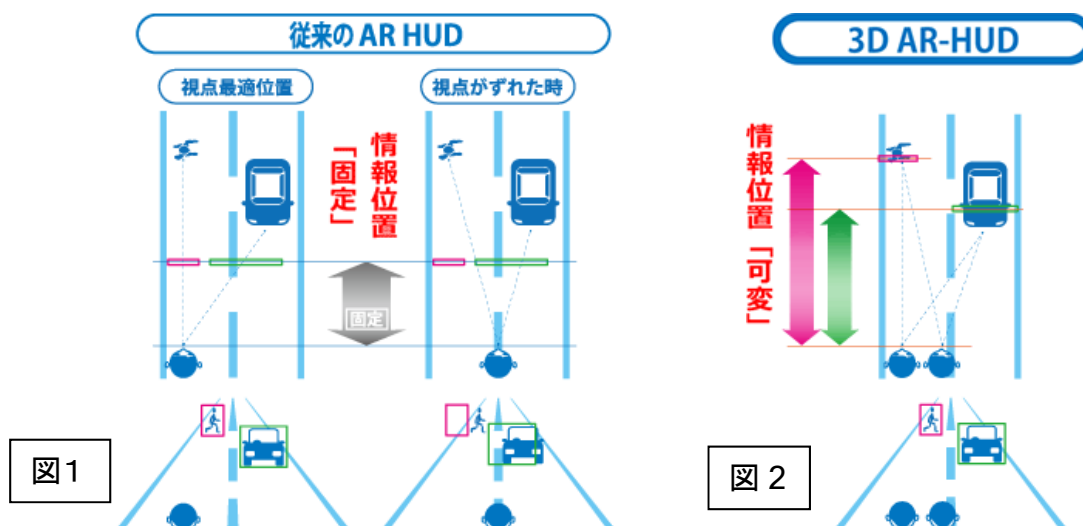 従来の AR HUD
視点最適位置
視点がずれた時
情報位置
「固定」
固定
図1
3D AR-HUD
情報位置「可変」
図 2